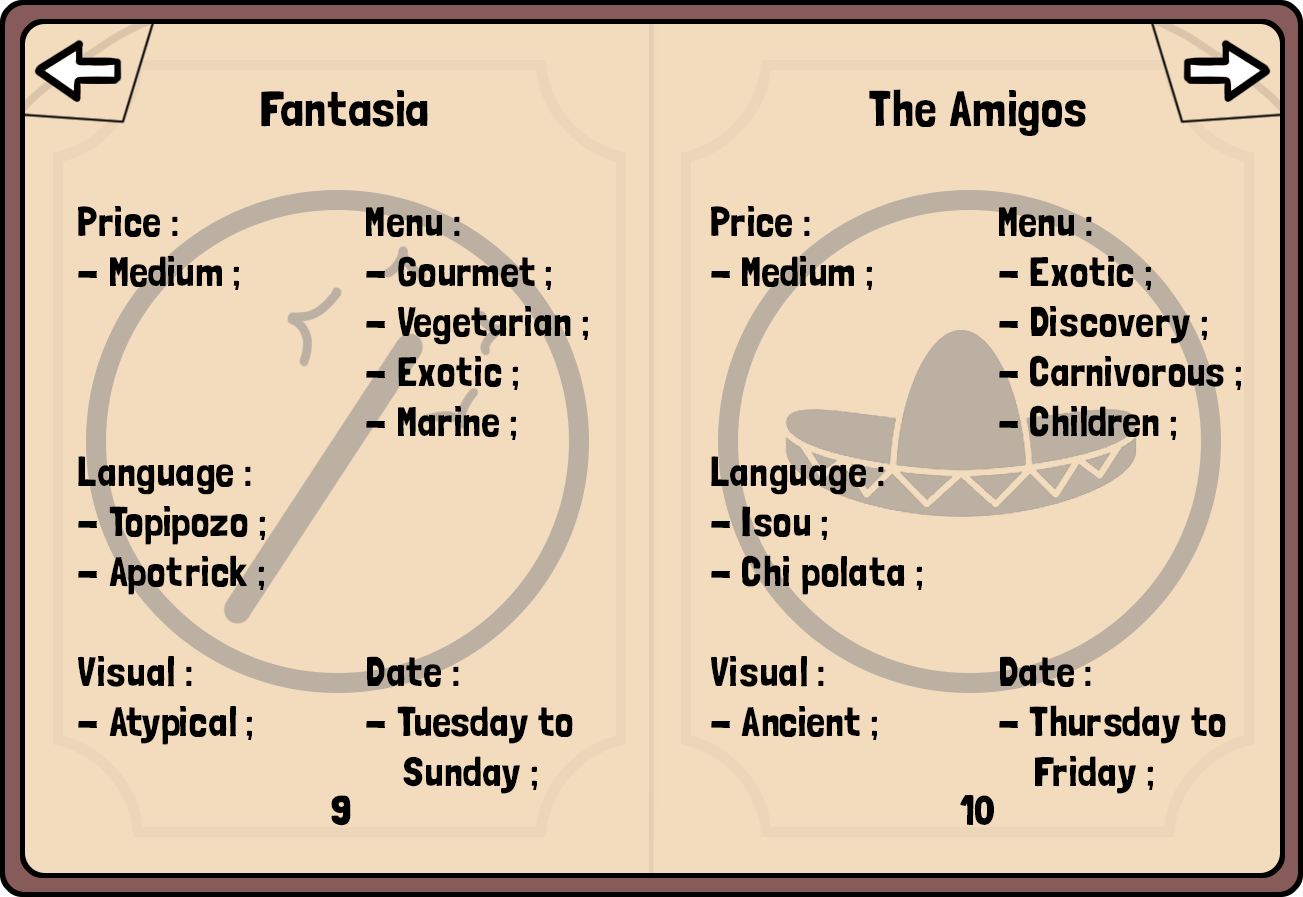 Fantasia
Price :
– Medium ;
Menu :
– Gourmet ;
– Vegetarian ;
– Exotic ;
– Marine ;
Language :
– Topipozo ;
– Apotrick ;
Visual :
– Atypical ;
Date :
– Tuesday to
Sunday ;
9
The Amigos
Price :
– Medium ;
Menu :
– Exotic ;
– Discovery ;
– Carnivorous ;
– Children ;
Language :
– Isou ;
– Chi polata ;
Visual :
– Ancient ;
Date :
– Thursday to
Friday ;
10